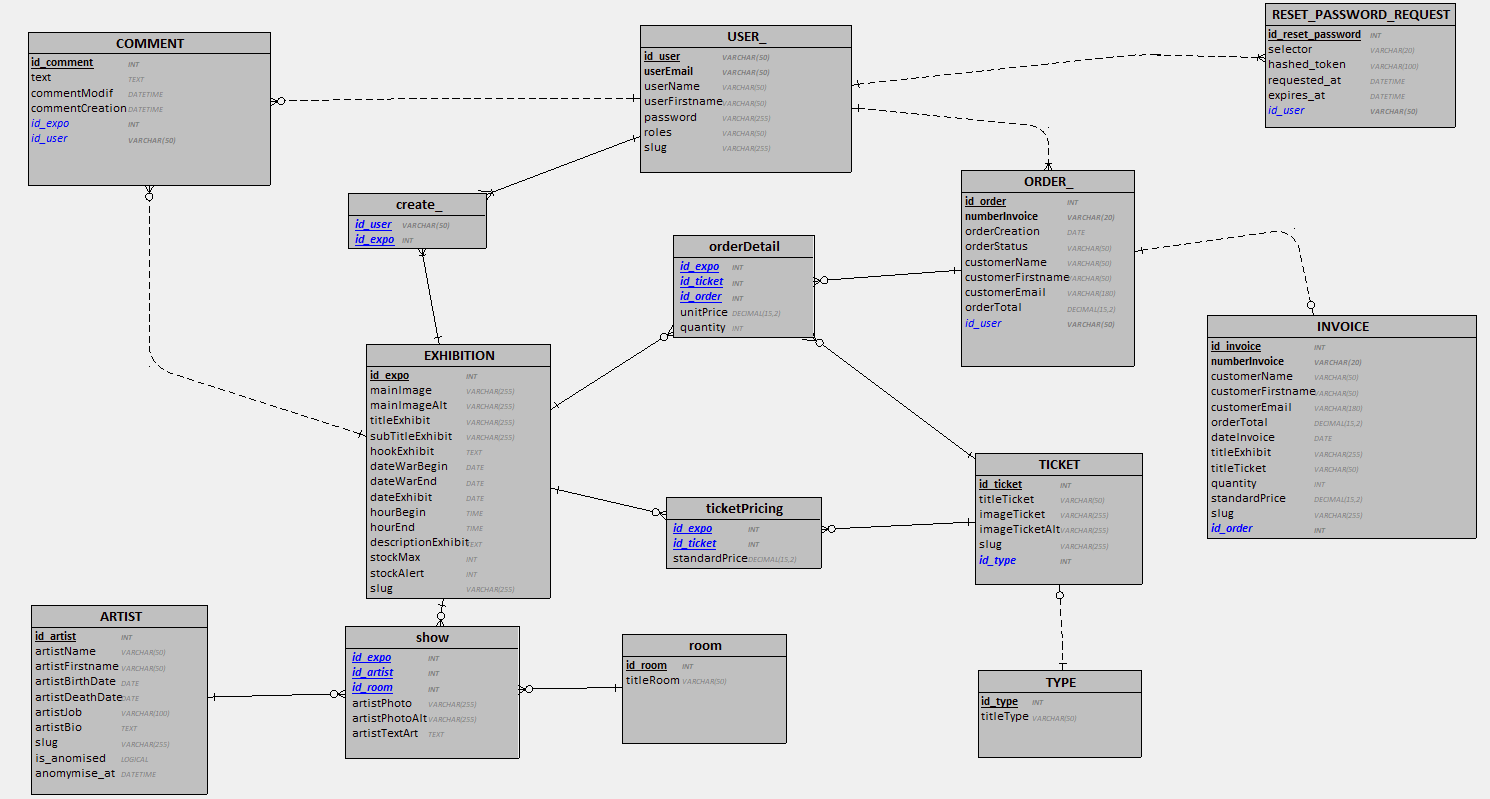 COMMENT
id_comment INT
text TEXT
commentModif DATETIME
commentCreation DATETIME
id_expo INT
id_user VARCHAR(50)
USER_
id_user VARCHAR(50)
userEmail VARCHAR(50)
userName VARCHAR(50)
userFirstname VARCHAR(50)
password VARCHAR(255)
roles VARCHAR(50)
slug VARCHAR(255)
RESET_PASSWORD_REQUEST
id_reset_password INT
selector VARCHAR(20)
hashed_token VARCHAR(100)
requested_at DATETIME
expires_at DATETIME
id_user VARCHAR(50)
create_
id_user VARCHAR(50)
id_expo INT
orderDetail
id_expo INT
id_ticket INT
id_order INT
unitPrice DECIMAL(15,2)
quantity INT
ORDER_
id_order INT
numberInvoice VARCHAR(20)
orderCreation DATE
orderStatus VARCHAR(50)
customerName VARCHAR(50)
customerFirstname VARCHAR(50)
customerEmail VARCHAR(180)
orderTotal DECIMAL(15,2)
id_user VARCHAR(50)
INVOICE
id_invoice INT
numberInvoice VARCHAR(20)
customerName VARCHAR(50)
customerFirstname VARCHAR(50)
customerEmail VARCHAR(180)
orderTotal DECIMAL(15,2)
dateInvoice DATE
titleExhibit VARCHAR(255)
titleTicket VARCHAR(50)
quantity INT
standardPrice DECIMAL(15,2)
slug VARCHAR(255)
id_order INT
EXHIBITION
id_expo INT
mainImage VARCHAR(255)
mainImageAlt VARCHAR(255)
titleExhibit VARCHAR(255)
subTitleExhibit VARCHAR(255)
hookExhibit TEXT
dateWarBegin DATE
dateWarEnd DATE
dateExhibit DATE
hourBegin TIME
hourEnd TIME
descriptionExhibit TEXT
stockMax INT
stockAlert INT
slug VARCHAR(255)
ticketPricing
id_expo INT
id_ticket INT
standardPrice DECIMAL(15,2)
TICKET
id_ticket INT
titleTicket VARCHAR(50)
imageTicket VARCHAR(255)
imageTicketAlt VARCHAR(255)
slug VARCHAR(255)
id_type INT
ARTIST
id_artist INT
artistName VARCHAR(50)
artistFirstname VARCHAR(50)
artistBirthDate DATE
artistDeathDate DATE
artistJob VARCHAR(100)
artistBio TEXT
slug VARCHAR(255)
is_anomised LOGICAL
anomymise_at DATETIME
show
id_expo INT
id_artist INT
id_room INT
artistPhoto VARCHAR(255)
artistPhotoAlt VARCHAR(255)
artistTextArt TEXT
room
id_room INT
titleRoom VARCHAR(50)
TYPE
id_type INT
titleType VARCHAR(50)